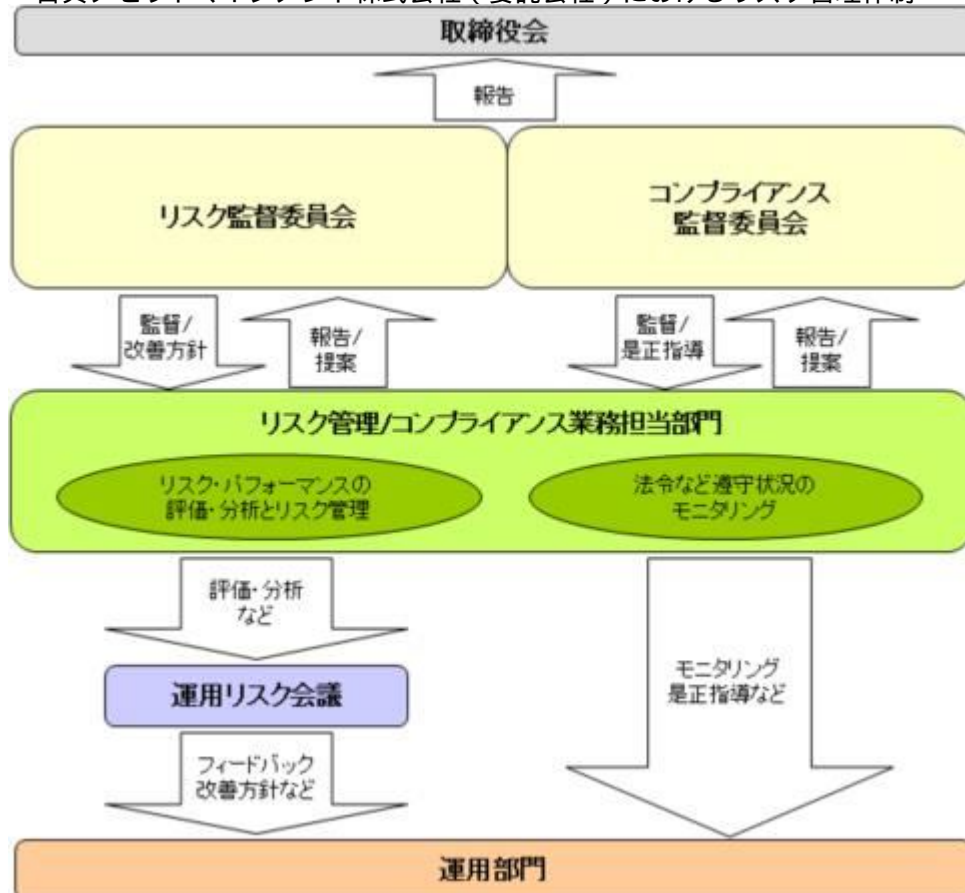 取締役会
報告
リスク監督委員会
コンプライアンス
監督委員会
監督/
改善方針
報告/
提案
監督/
是正指導
報告/
提案
リスク管理/コンプライアンス業務担当部門
リスク・パフォーマンスの
評価・分析とリスク管理
法令など遵守状況の
モニタリング
評価・分析
など
運用リスク会議
モニタリング
是正指導など
フィードバック
改善方針など
運用部門